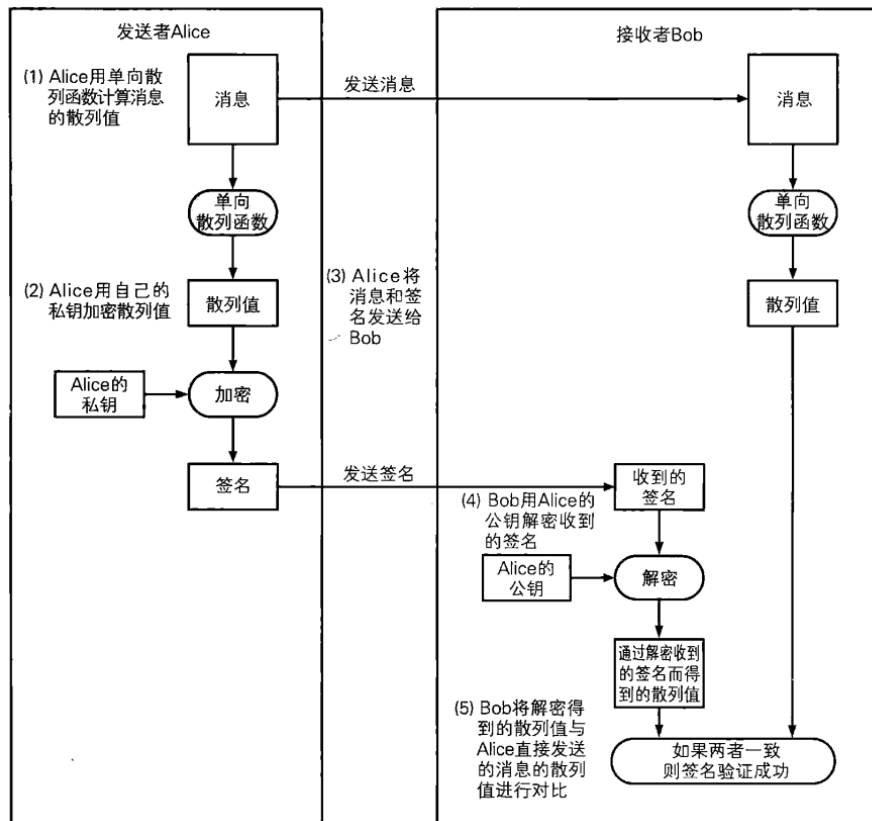 发送者Alice
接收者Bob
(1) Alice用单向散
列函数计算消息
的散列值
消息
发送消息
消息
单向
散列函数
单向
散列函数
(2) Alice用自己的
私钥加密散列值
散列值
(3) Alice将
消息和签
名发送给
Bob
散列值
Alice的
私钥
加密
签名
发送签名
收到的
签名
(4) Bob用Alice的
公钥解密收到
的签名
Alice的
公钥
解密
通过解密收到
的签名而得
到的散列值
(5) Bob将解密得
到的散列值与
Alice直接发送
的消息的散列
值进行对比
如果两者一致
则签名验证成功